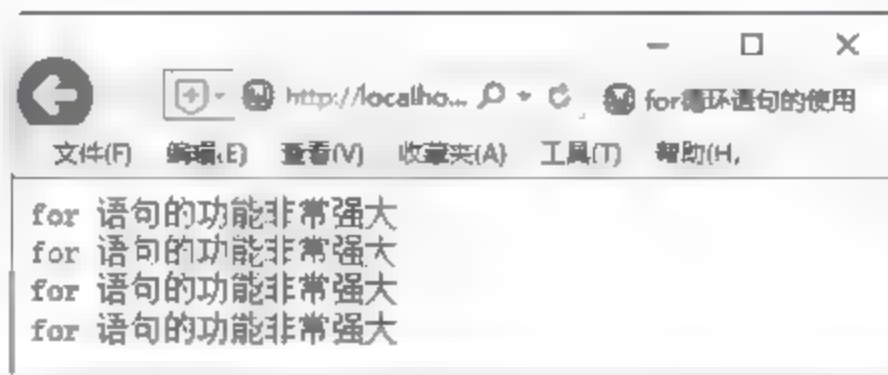 http://localho... for循环语句的使用
文件(F) 编辑(E) 查看(V) 收藏夹(A) 工具(T) 帮助(H)
for 语句的功能非常强大
for 语句的功能非常强大
for 语句的功能非常强大
for 语句的功能非常强大